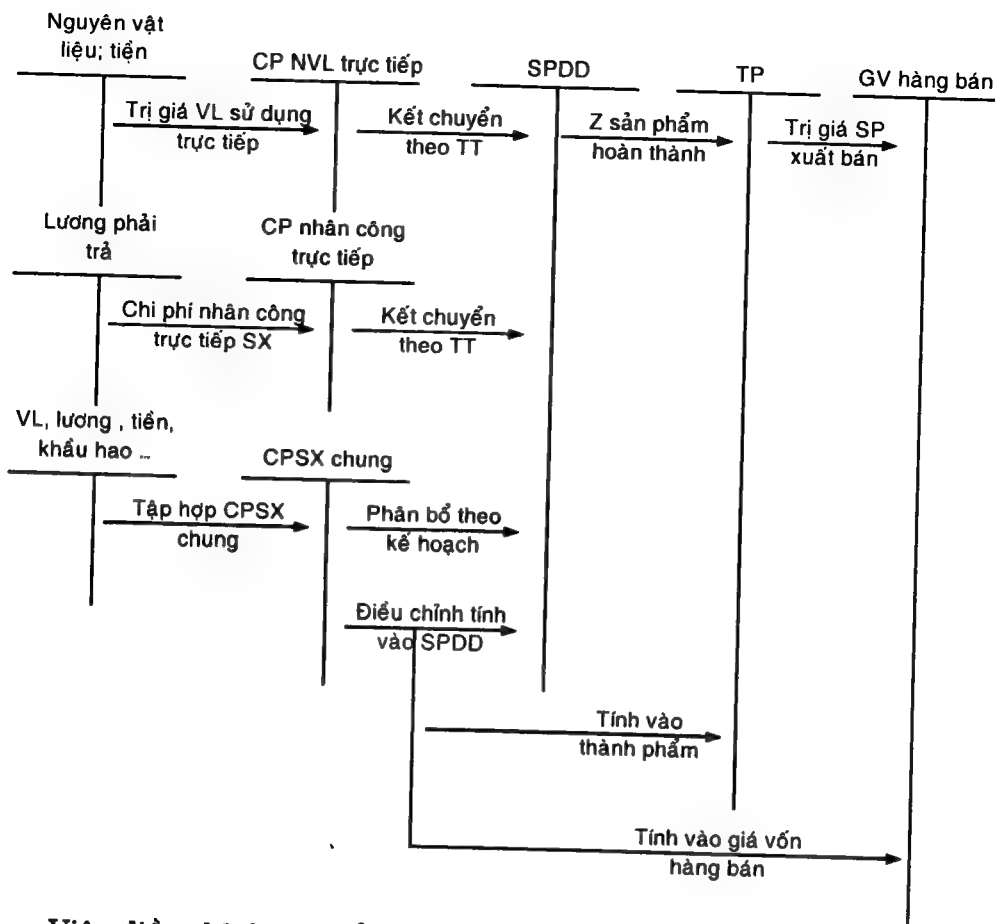 Nguyên vật
liệu; tiền
CP NVL trực tiếp
SPDD
TP
GV hàng bán
Trị giá VL sử dụng
trực tiếp
Kết chuyển
theo TT
Z sản phẩm
hoàn thành
Trị giá SP
xuất bán
Lương phải
trả
CP nhân công
trực tiếp
Chi phí nhân công
trực tiếp SX
Kết chuyển
theo TT
VL, lương , tiền,
khấu hao ...
CPSX chung
Tập hợp CPSX
chung
Phân bổ theo
kế hoạch
Điều chỉnh tính
vào SPDD
Tính vào
thành phẩm
Tính vào giá vốn
hàng bán